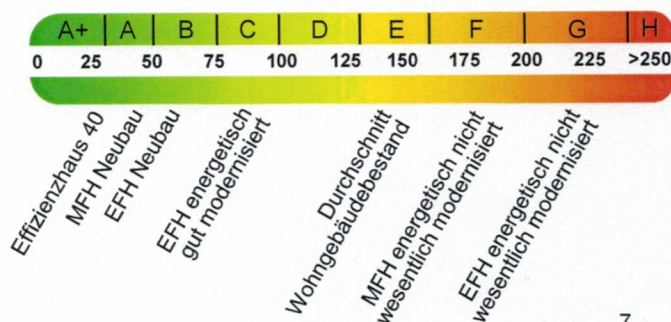 A+ A B C D E F G H
0 25 50 75 100 125 150 175 200 225 >250
Effizienzhaus 40
MFH Neubau
EFH Neubau
EFH energetisch
gut modernisiert
Durchschnitt
Wohngebäudebestand
MFH energetisch nicht
wesentlich modernisiert
EFH energetisch nicht
wesentlich modernisiert